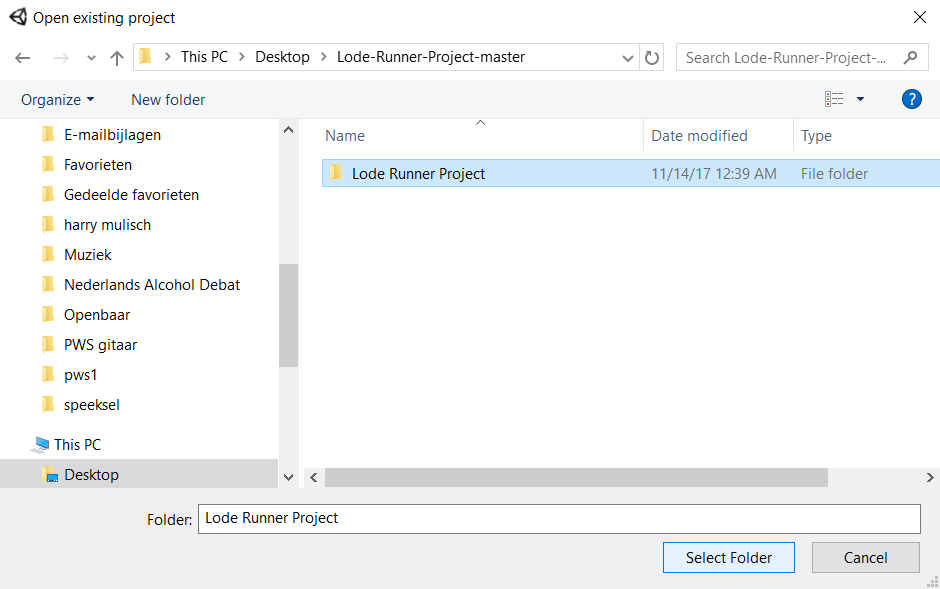 Open existing project
This PC Desktop Lode-Runner-Project-master
Search Lode-Runner-Project-...
Organize New folder
?
E-mailbijlagen
Favorieten
Gedeelde favorieten
harry mulisch
Muziek
Nederlands Alcohol Debat
Openbaar
PWS gitaar
pws1
speeksel
This PC
Desktop
Name Date modified Type
Lode Runner Project 11/14/17 12:39 AM File folder
Folder: Lode Runner Project
Select Folder Cancel